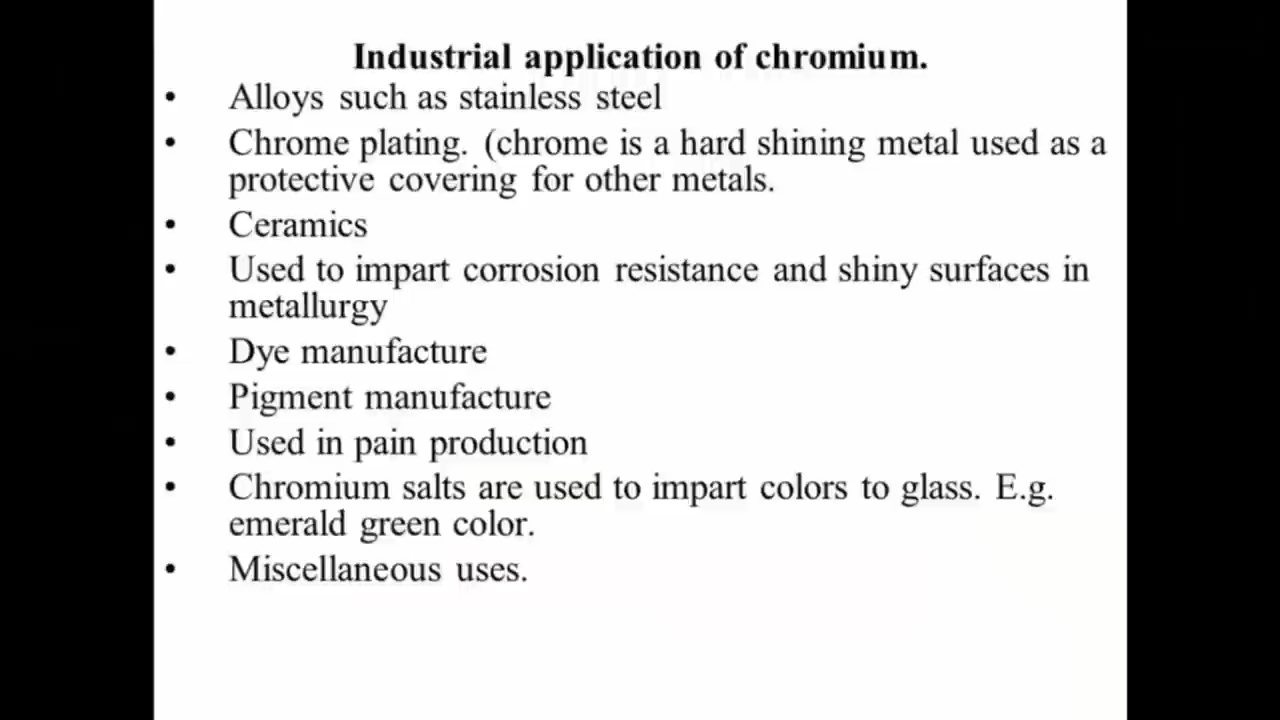 Industrial application of chromium.
• Alloys such as stainless steel
• Chrome plating. (chrome is a hard shining metal used as a
protective covering for other metals.
• Ceramics
• Used to impart corrosion resistance and shiny surfaces in
metallurgy
• Dye manufacture
• Pigment manufacture
• Used in pain production
• Chromium salts are used to impart colors to glass. E.g.
emerald green color.
• Miscellaneous uses.